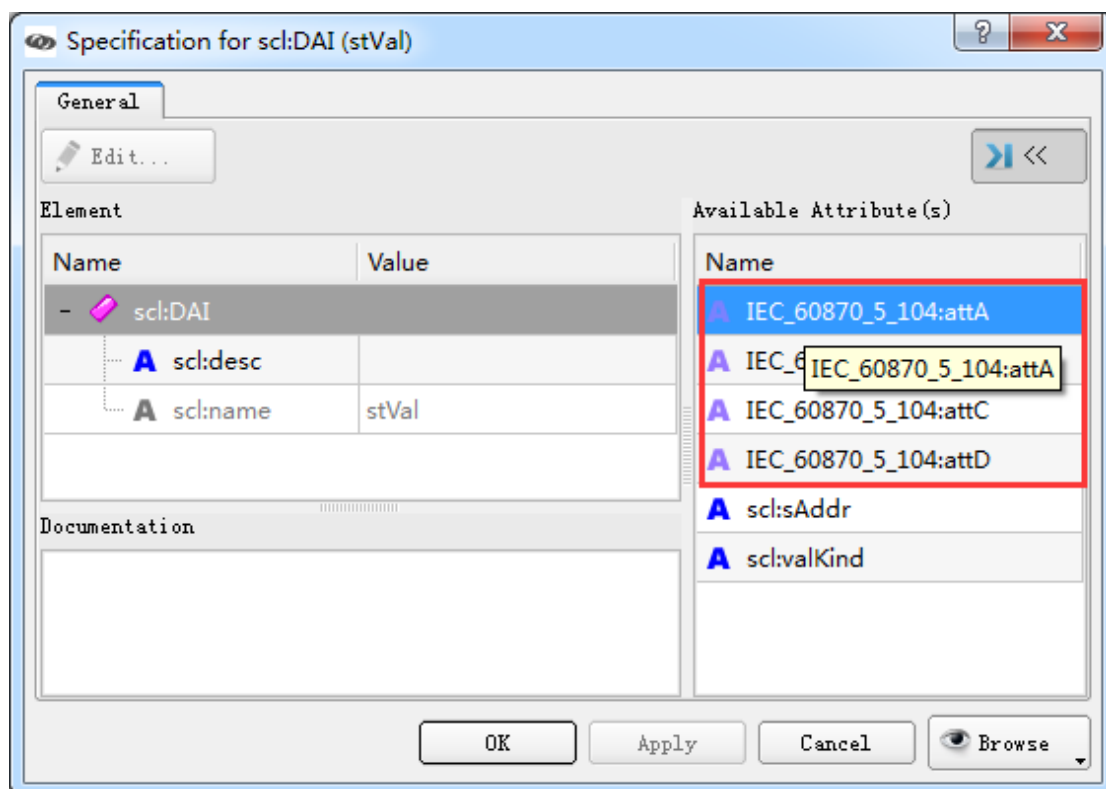 Specification for scl:DAI (stVal)
General
Edit...
Element
Name Value
scl:DAI
scl:desc
scl:name stVal
Documentation
Available Attribute(s)
Name
IEC_60870_5_104:attA
IEC_6
IEC_60870_5_104:attA
IEC_60870_5_104:attC
IEC_60870_5_104:attD
scl:sAddr
scl:valKind
OK Apply Cancel Browse